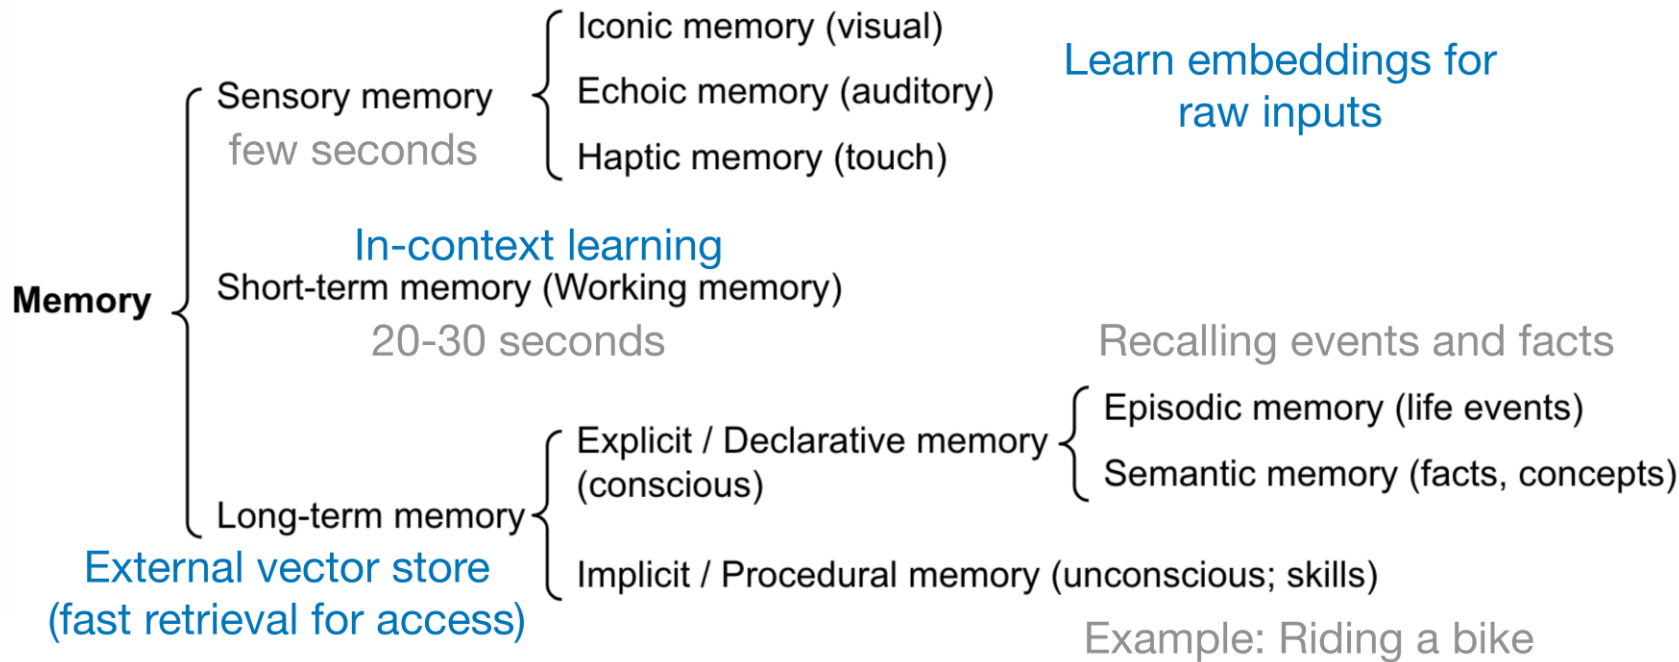 Iconic memory (visual)
Learn embeddings for
raw inputs
Sensory memory
Echoic memory (auditory)
few seconds
Haptic memory (touch)
In-context learning
Memory
Short-term memory (Working memory)
20-30 seconds
Recalling events and facts
Episodic memory (life events)
Explicit / Declarative memory
(conscious)
Semantic memory (facts, concepts)
Long-term memory
External vector store
(fast retrieval for access)
Implicit / Procedural memory (unconscious; skills)
Example: Riding a bike